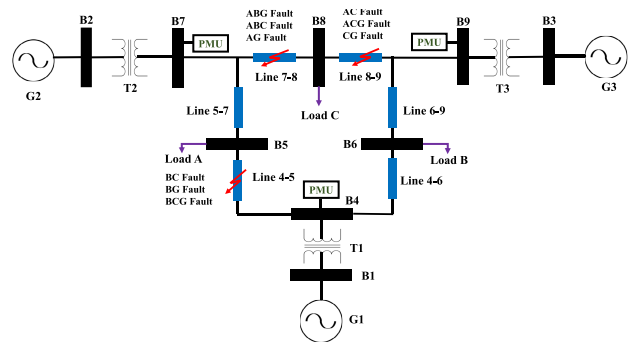 ABG Fault
ABC Fault
AG Fault
AC Fault
ACG Fault
CG Fault
B2
B7
B8
B9
B3
PMU
PMU
T2
T3
G2
G3
Line 7-8
Line 8-9
Line 5-7
Line 6-9
Load C
B5
B6
Load A
Load B
BC Fault
BG Fault
BCG Fault
Line 4-5
Line 4-6
PMU
B4
T1
B1
G1